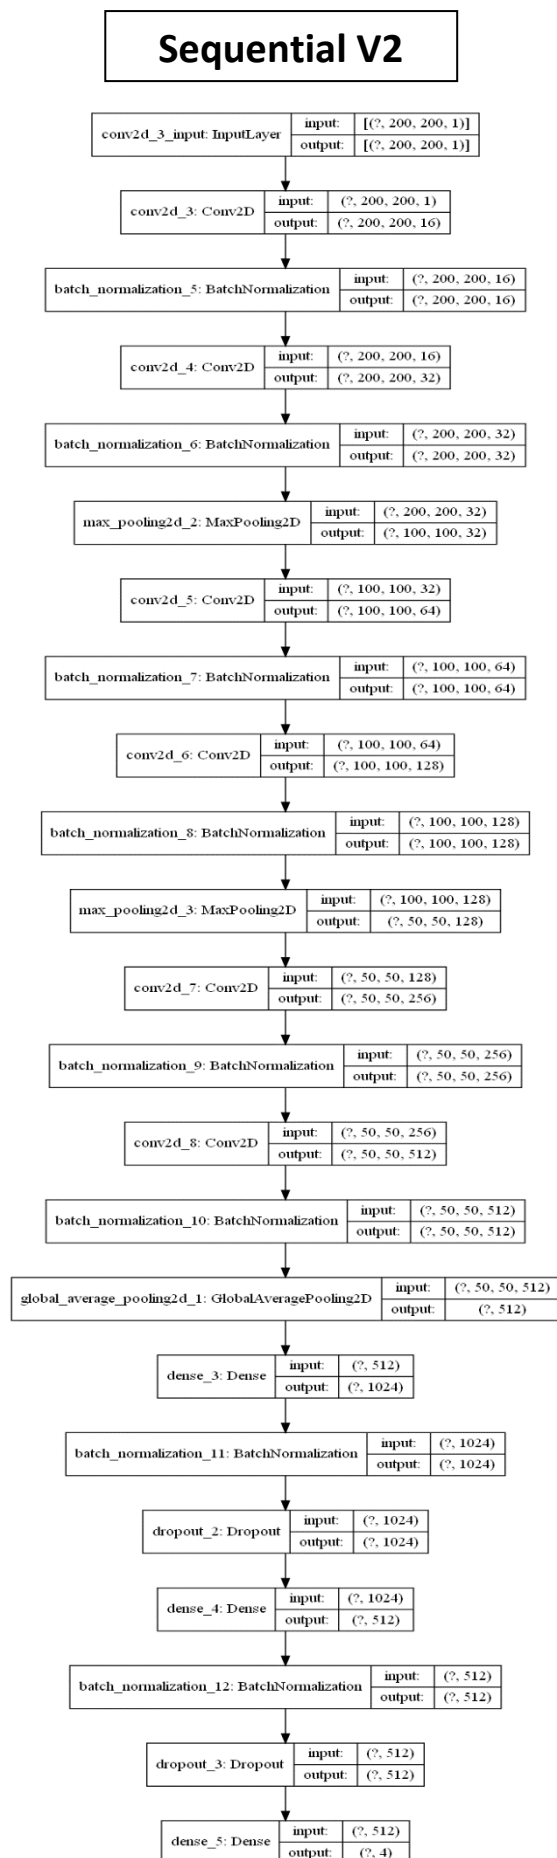 Sequential V2
conv2d_3_input: InputLayer
input: [(?, 200, 200, 1)]
output: [(?, 200, 200, 1)]
conv2d_3: Conv2D
input: (?, 200, 200, 1)
output: (?, 200, 200, 16)
batch_normalization_5: BatchNormalization
input: (?, 200, 200, 16)
output: (?, 200, 200, 16)
conv2d_4: Conv2D
input: (?, 200, 200, 16)
output: (?, 200, 200, 32)
batch_normalization_6: BatchNormalization
input: (?, 200, 200, 32)
output: (?, 200, 200, 32)
max_pooling2d_2: MaxPooling2D
input: (?, 200, 200, 32)
output: (?, 100, 100, 32)
conv2d_5: Conv2D
input: (?, 100, 100, 32)
output: (?, 100, 100, 64)
batch_normalization_7: BatchNormalization
input: (?, 100, 100, 64)
output: (?, 100, 100, 64)
conv2d_6: Conv2D
input: (?, 100, 100, 64)
output: (?, 100, 100, 128)
batch_normalization_8: BatchNormalization
input: (?, 100, 100, 128)
output: (?, 100, 100, 128)
max_pooling2d_3: MaxPooling2D
input: (?, 100, 100, 128)
output: (?, 50, 50, 128)
conv2d_7: Conv2D
input: (?, 50, 50, 128)
output: (?, 50, 50, 256)
batch_normalization_9: BatchNormalization
input: (?, 50, 50, 256)
output: (?, 50, 50, 256)
conv2d_8: Conv2D
input: (?, 50, 50, 256)
output: (?, 50, 50, 512)
batch_normalization_10: BatchNormalization
input: (?, 50, 50, 512)
output: (?, 50, 50, 512)
global_average_pooling2d_1: GlobalAveragePooling2D
input: (?, 50, 50, 512)
output: (?, 512)
dense_3: Dense
input: (?, 512)
output: (?, 1024)
batch_normalization_11: BatchNormalization
input: (?, 1024)
output: (?, 1024)
dropout_2: Dropout
input: (?, 1024)
output: (?, 1024)
dense_4: Dense
input: (?, 1024)
output: (?, 512)
batch_normalization_12: BatchNormalization
input: (?, 512)
output: (?, 512)
dropout_3: Dropout
input: (?, 512)
output: (?, 512)
dense_5: Dense
input: (?, 512)
output: (?, 4)